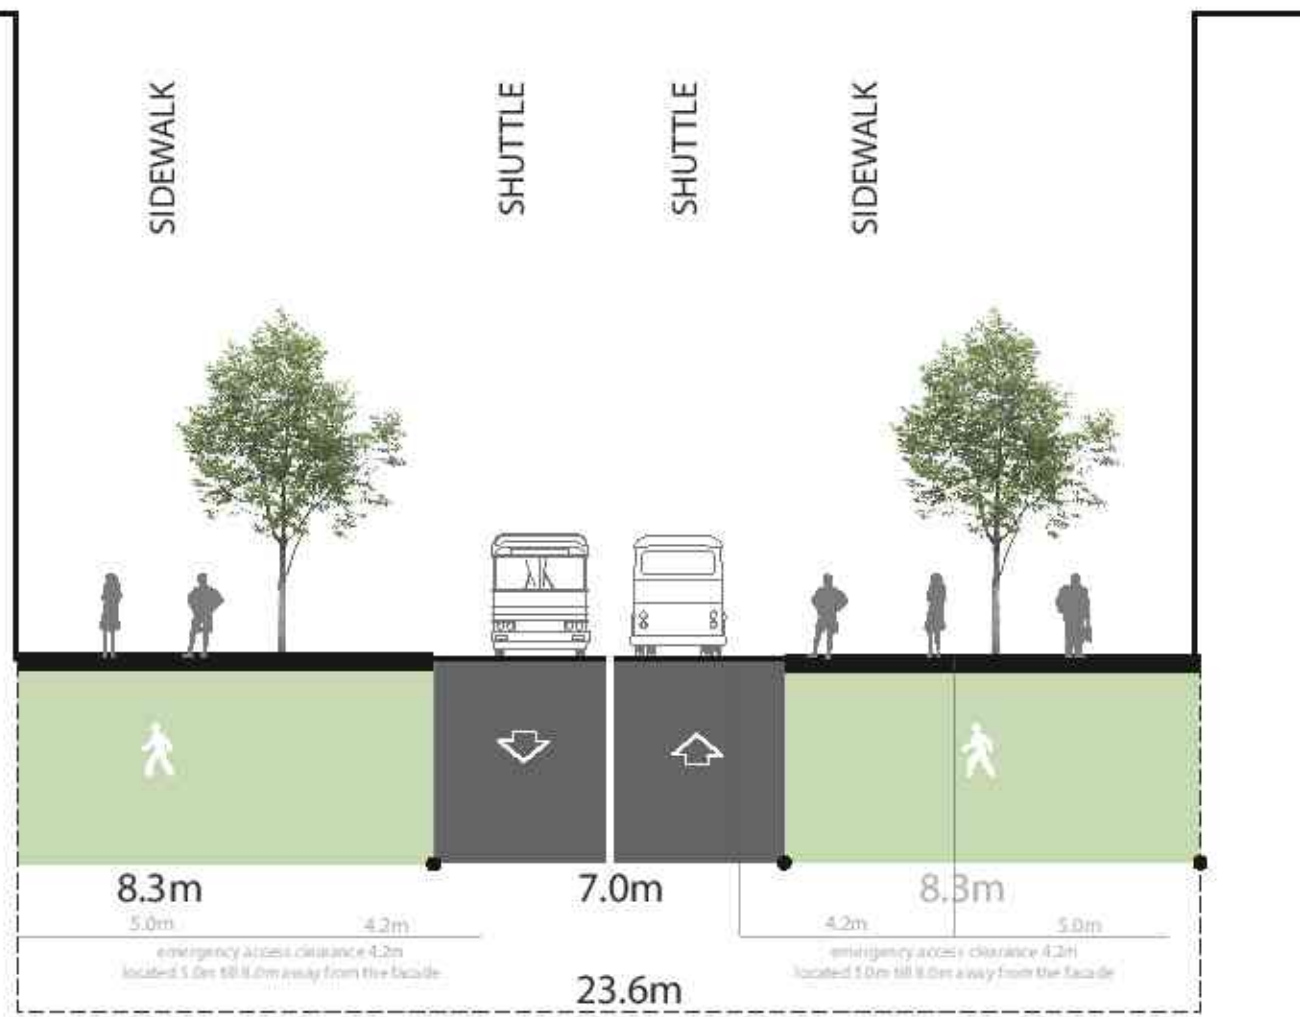 SIDEWALK
SHUTTLE
SHUTTLE
SIDEWALK
8.3m
7.0m
8.3m
5.0m
4.2m
4.2m
5.0m
emergency access clearance 4.2m
located 5.0m till 8.0m away from the facade
emergency access clearance 4.2m
located 5.0m till 8.0m away from the facade
23.6m